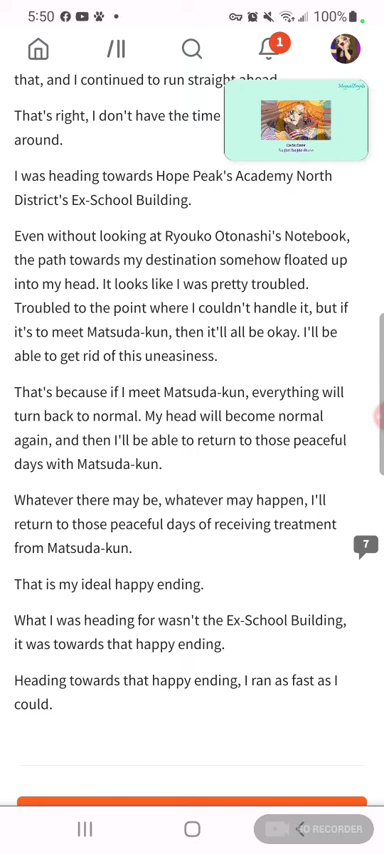 5:50
100%
1
that, and I continued to run straight ahead.
That's right, I don't have the time
around.
I was heading towards Hope Peak's Academy North
District's Ex-School Building.
Even without looking at Ryouko Otonashi's Notebook,
the path towards my destination somehow floated up
into my head. It looks like I was pretty troubled.
Troubled to the point where I couldn't handle it, but if
it's to meet Matsuda-kun, then it'll all be okay. I'll be
able to get rid of this uneasiness.
That's because if I meet Matsuda-kun, everything will
turn back to normal. My head will become normal
again, and then I'll be able to return to those peaceful
days with Matsuda-kun.
Whatever there may be, whatever may happen, I'll
return to those peaceful days of receiving treatment
from Matsuda-kun.
7
That is my ideal happy ending.
What I was heading for wasn't the Ex-School Building,
it was towards that happy ending.
Heading towards that happy ending, I ran as fast as I
could.
RECORDER